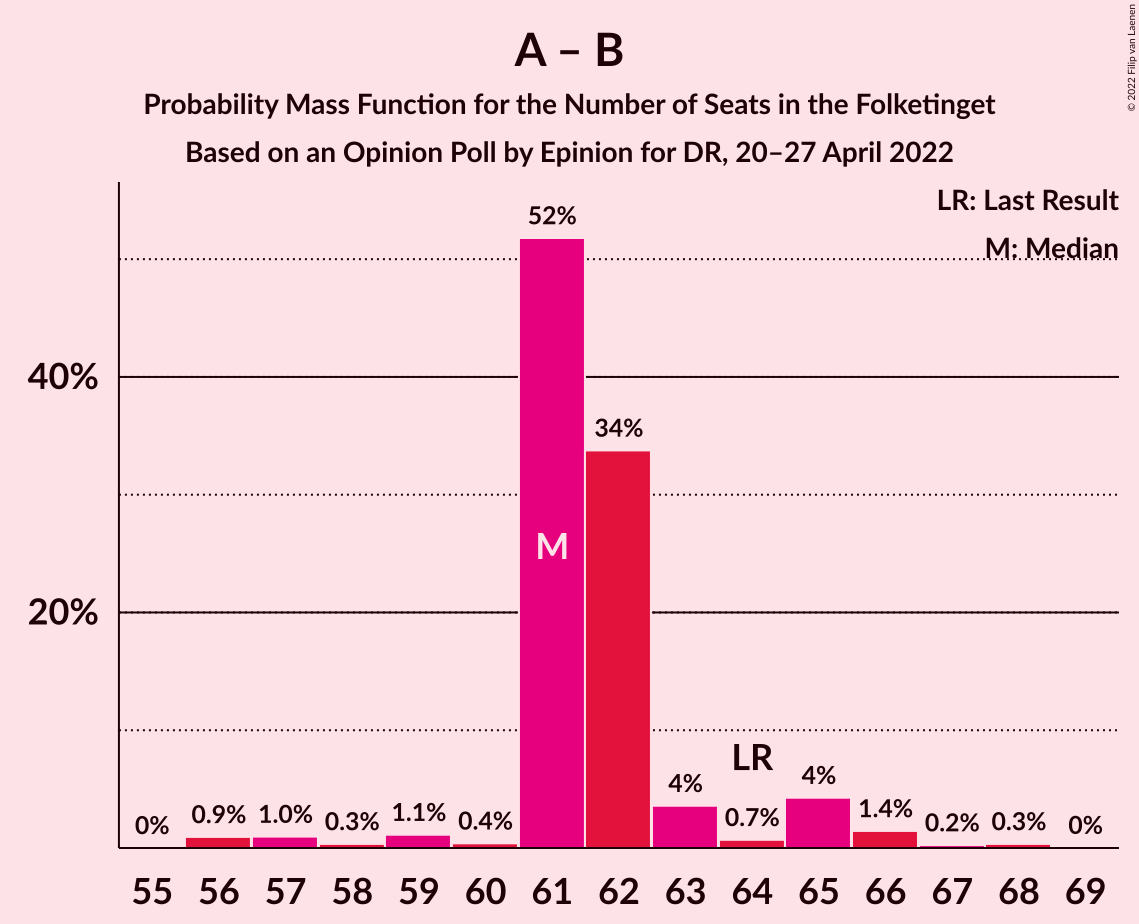 A – B
Probability Mass Function for the Number of Seats in the Folketinget
Based on an Opinion Poll by Epinion for DR, 20–27 April 2022
© 2022 Filip van Laenen
LR: Last Result
M: Median
52%
40%
34%
M
20%
LR
0%
0.9%
1.0%
0.3%
1.1%
0.4%
4%
0.7%
4%
1.4%
0.2%
0.3%
0%
55 56 57 58 59 60 61 62 63 64 65 66 67 68 69